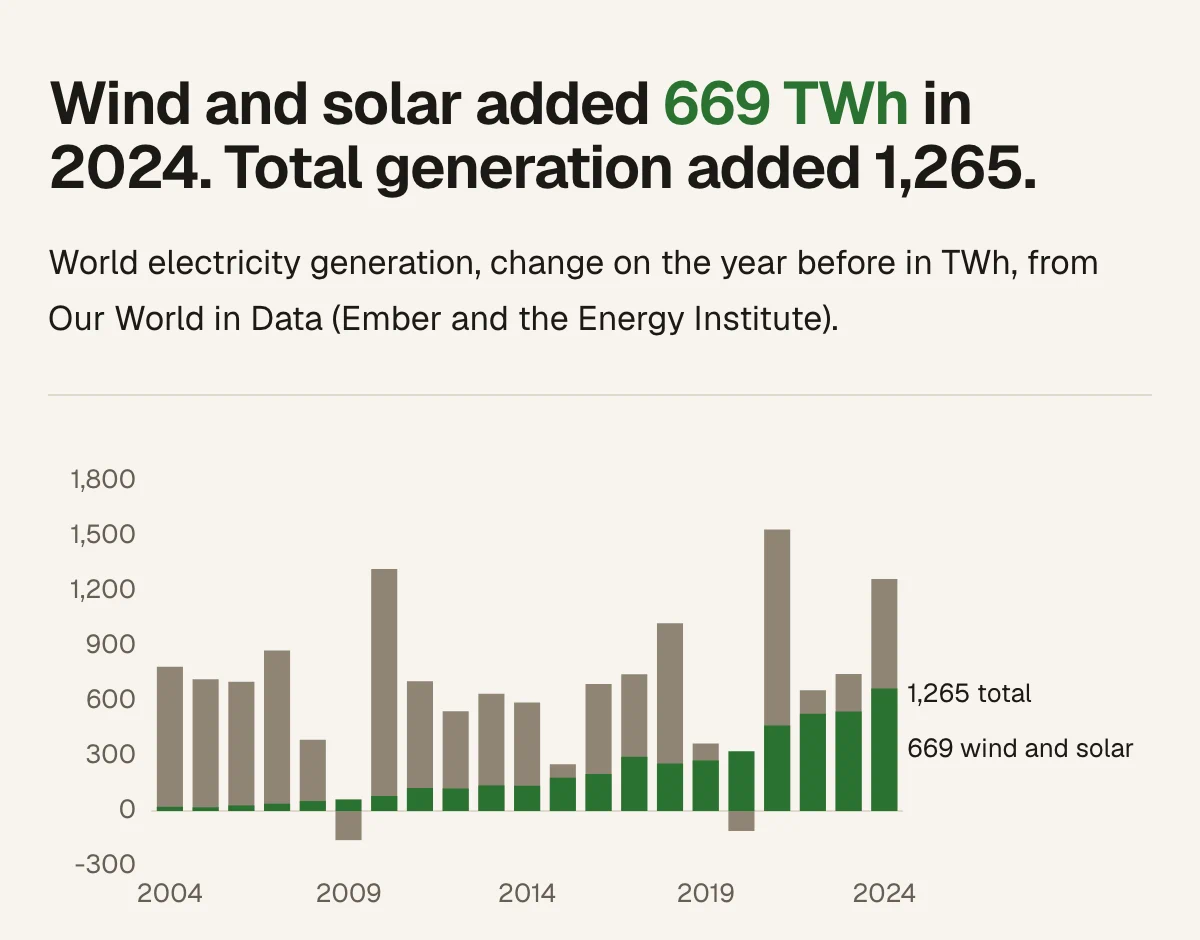 Wind and solar added 669 TWh in
2024. Total generation added 1,265.
World electricity generation, change on the year before in TWh, from
Our World in Data (Ember and the Energy Institute).
1,800
1,500
1,200
900
600
300
0
-300
1,265 total
669 wind and solar
2004 2009 2014 2019 2024